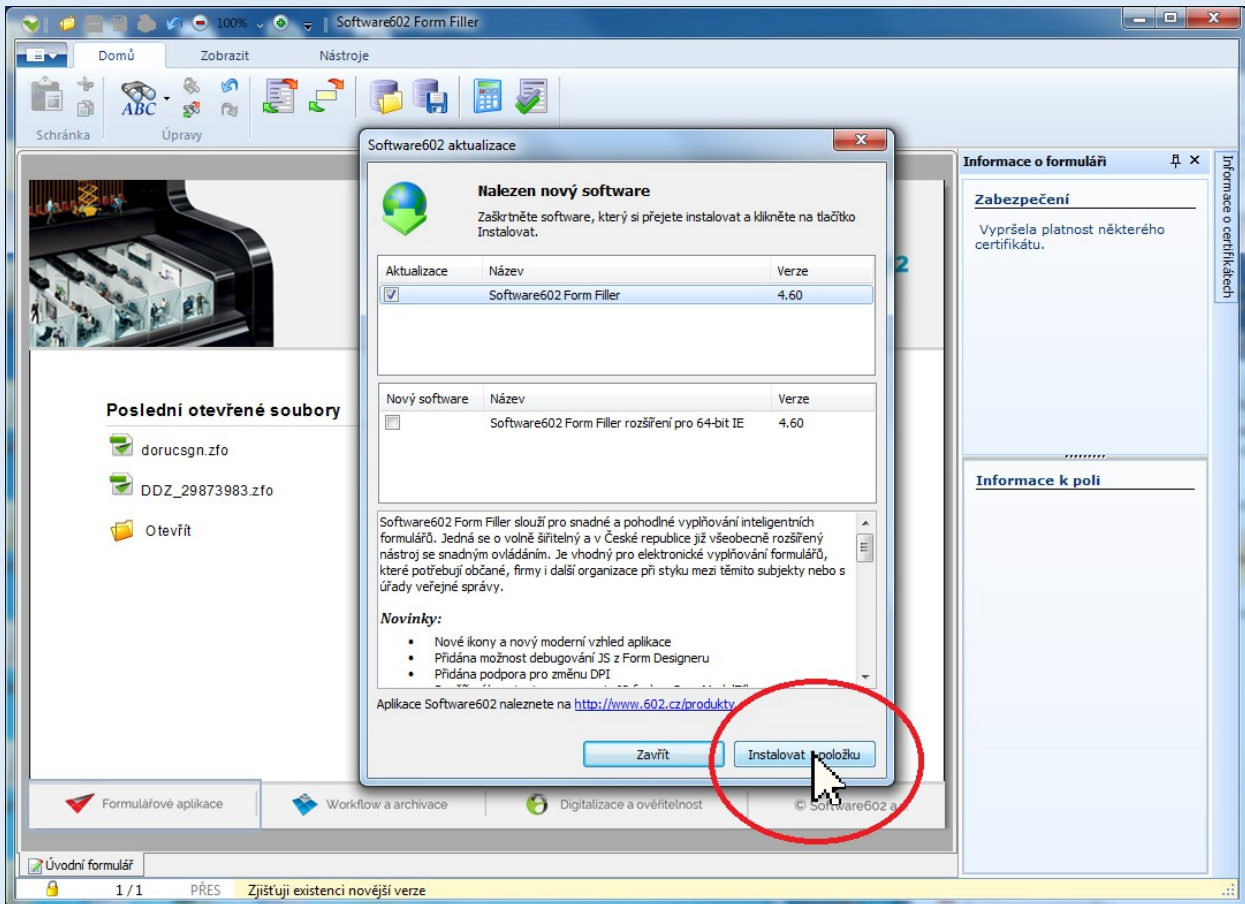 100%
Software602 Form Filler
Domů
Zobrazit
Nástroje
ABC
Schránka
Úpravy
Software602 aktualizace
Nalezen nový software
Zaškrtněte software, který si přejete instalovat a klikněte na tlačítko
Instalovat.
Aktualizace Název Verze
Software602 Form Filler 4.60
Nový software Název Verze
Software602 Form Filler rozšíření pro 64-bit IE 4.60
Software602 Form Filler slouží pro snadné a pohodlné vyplňování inteligentních
formulářů. Jedná se o volně šiřitelný a v České republice již všeobecně rozšířený
nástroj se snadným ovládáním. Je vhodný pro elektronické vyplňování formulářů,
které potřebují občané, firmy i další organizace při styku mezi těmito subjekty nebo s
úřady veřejné správy.
Novinky:
Nové ikony a nový moderní vzhled aplikace
Přidána možnost debugování JS z Form Designeru
Přidána podpora pro změnu DPI
Aplikace Software602 naleznete na http://www.602.cz/produkty
Zavřít
Instalovat položku
2
Poslední otevřené soubory
dorucsgn.zfo
DDZ_29873983.zfo
Otevřít
Informace o formuláři
Zabezpečení
Vypršela platnost některého
certifikátu.
Informace k poli
Informace o certifikátech
Formulářové aplikace
Workflow a archivace
Digitalizace a ověřitelnost
© Software602 a.
Úvodní formulář
1/1
PŘES
Zjišťuji existenci novější verze